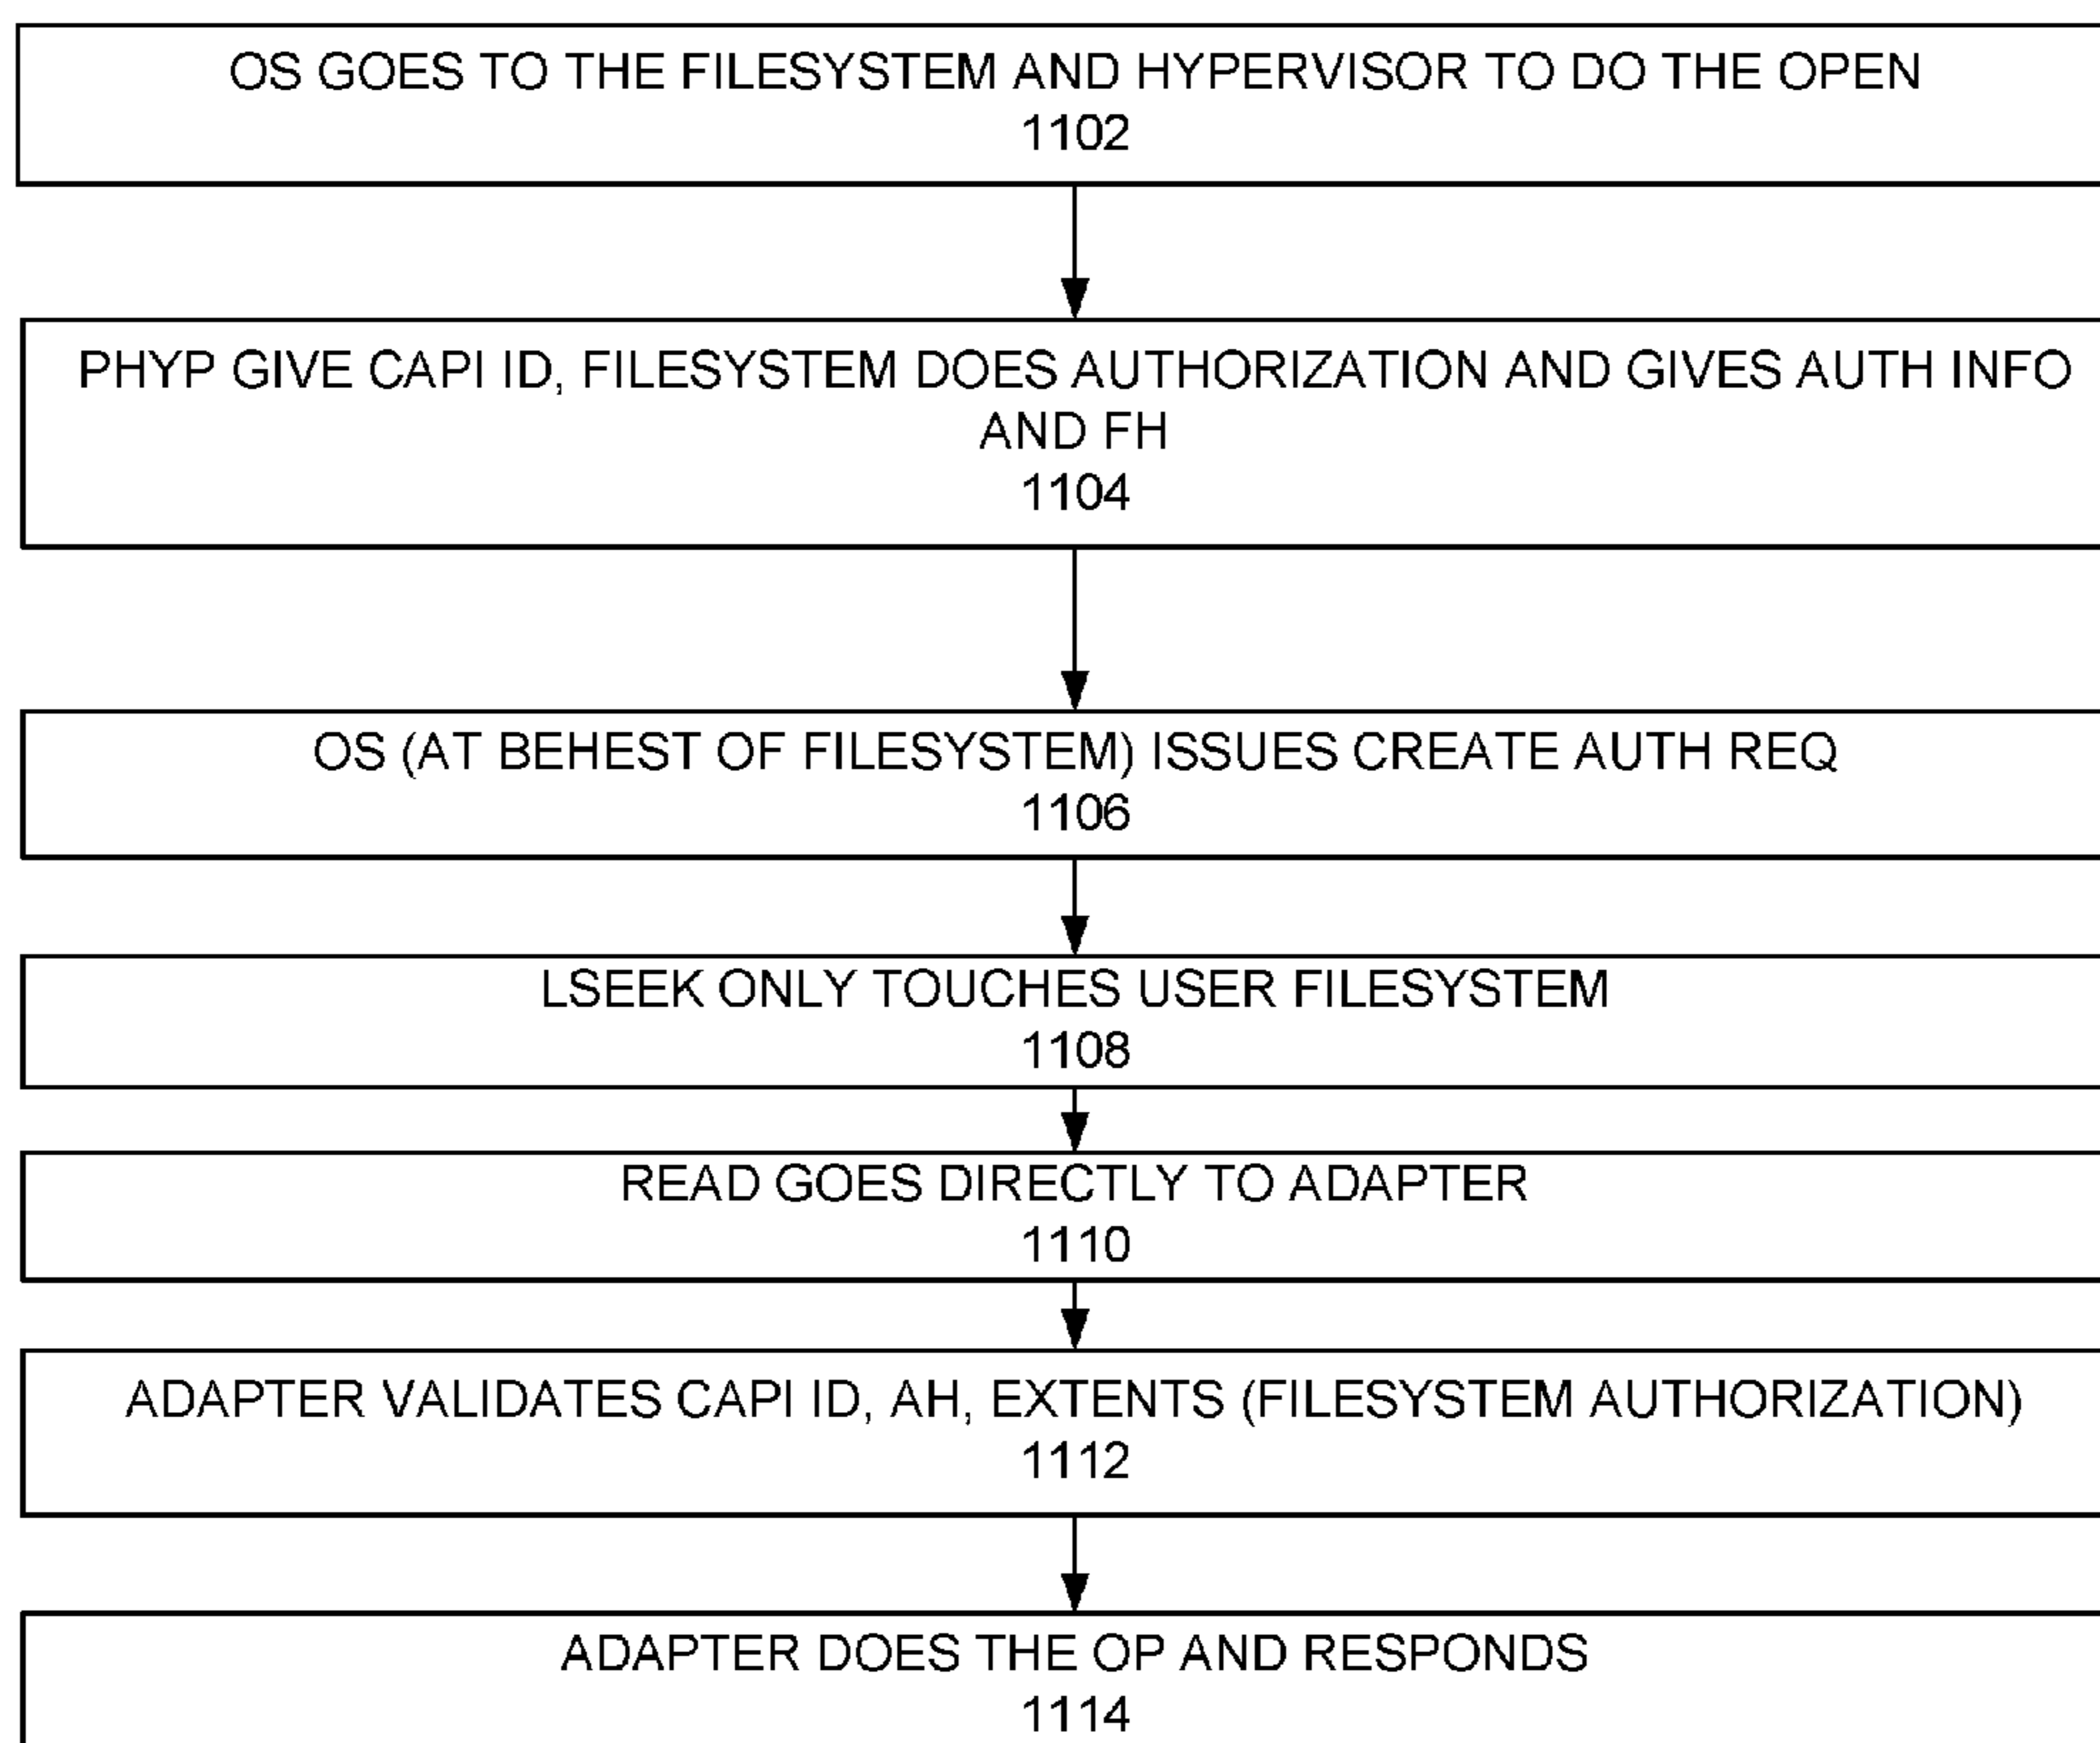 OS GOES TO THE FILESYSTEM AND HYPERVISOR TO DO THE OPEN
1102
PHYP GIVE CAPI ID, FILESYSTEM DOES AUTHORIZATION AND GIVES AUTH INFO
AND FH
1104
OS (AT BEHEST OF FILESYSTEM) ISSUES CREATE AUTH REQ
1106
LSEEK ONLY TOUCHES USER FILESYSTEM
1108
READ GOES DIRECTLY TO ADAPTER
1110
ADAPTER VALIDATES CAPI ID, AH, EXTENTS (FILESYSTEM AUTHORIZATION)
1112
ADAPTER DOES THE OP AND RESPONDS
1114